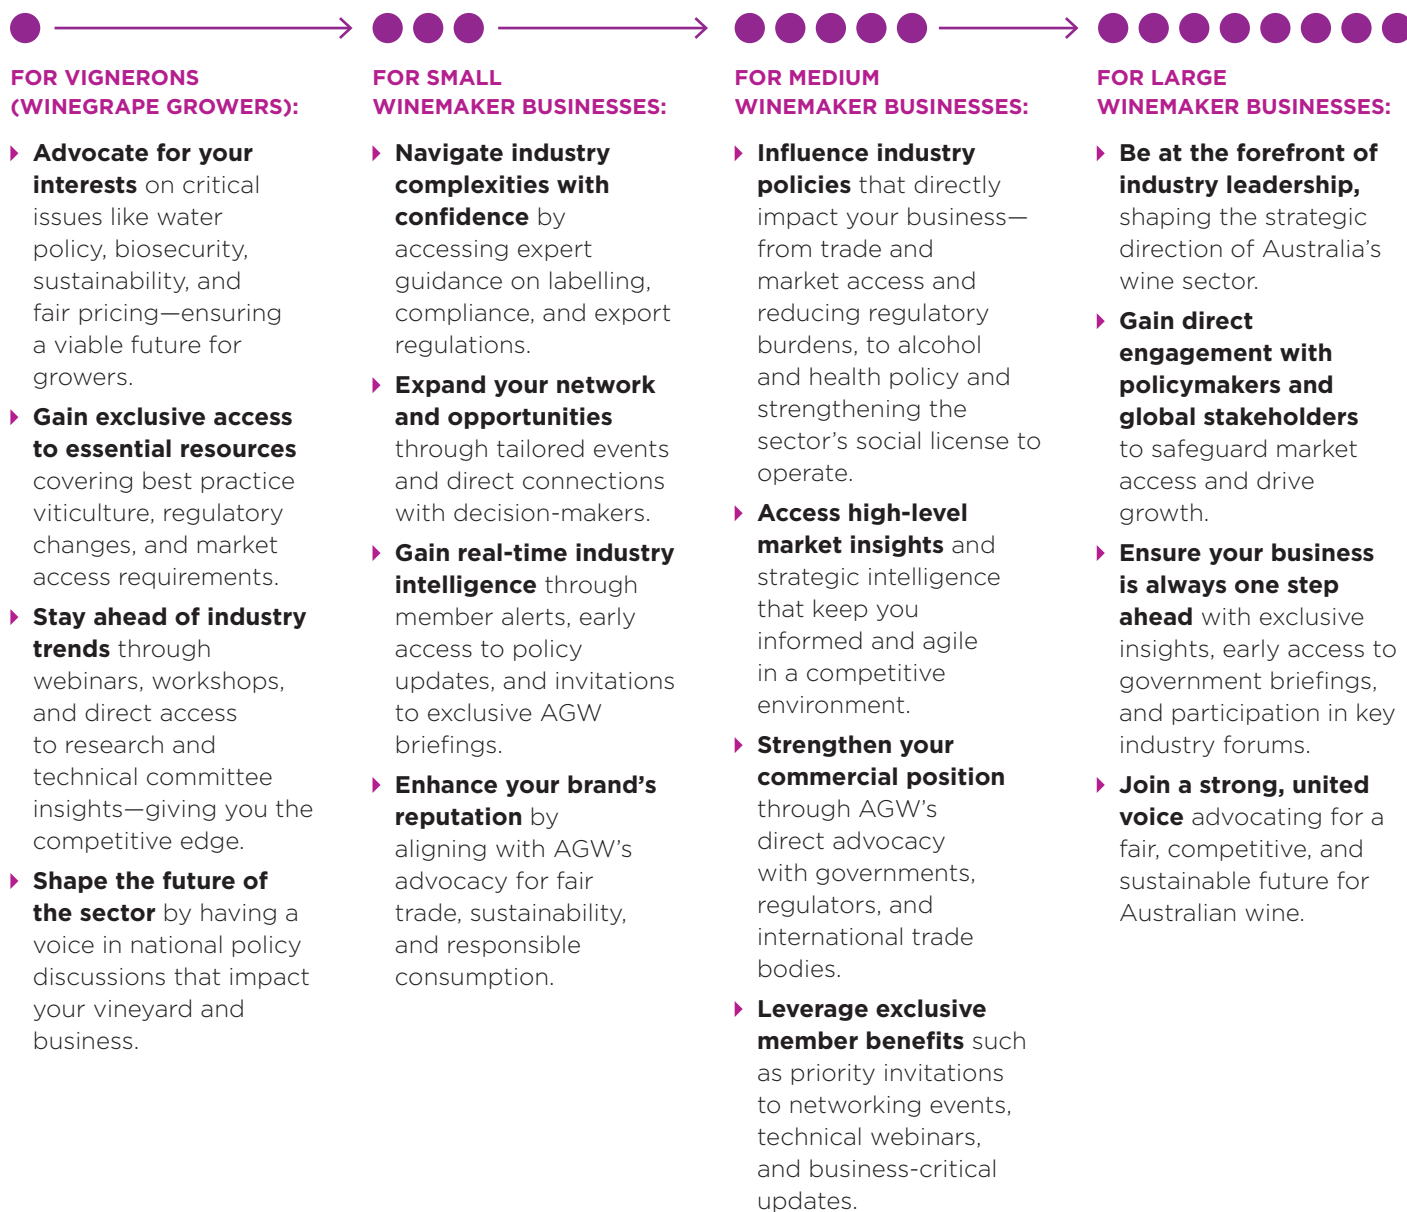 FOR VIGNERONS
(WINEGRAPE GROWERS):
Advocate for your
interests on critical
issues like water
policy, biosecurity,
sustainability, and
fair pricing—ensuring
a viable future for
growers.
Gain exclusive access
to essential resources
covering best practice
viticulture, regulatory
changes, and market
access requirements.
Stay ahead of industry
trends through
webinars, workshops,
and direct access
to research and
technical committee
insights—giving you the
competitive edge.
Shape the future of
the sector by having a
voice in national policy
discussions that impact
your vineyard and
business.
FOR SMALL
WINEMAKER BUSINESSES:
Navigate industry
complexities with
confidence by
accessing expert
guidance on labelling,
compliance, and export
regulations.
Expand your network
and opportunities
through tailored events
and direct connections
with decision-makers.
Gain real-time industry
intelligence through
member alerts, early
access to policy
updates, and invitations
to exclusive AGW
briefings.
Enhance your brand’s
reputation by
aligning with AGW’s
advocacy for fair
trade, sustainability,
and responsible
consumption.
FOR MEDIUM
WINEMAKER BUSINESSES:
Influence industry
policies that directly
impact your business—
from trade and
market access and
reducing regulatory
burdens, to alcohol
and health policy and
strengthening the
sector’s social license to
operate.
Access high-level
market insights and
strategic intelligence
that keep you
informed and agile
in a competitive
environment.
Strengthen your
commercial position
through AGW’s
direct advocacy
with governments,
regulators, and
international trade
bodies.
Leverage exclusive
member benefits such
as priority invitations
to networking events,
technical webinars,
and business-critical
updates.
FOR LARGE
WINEMAKER BUSINESSES:
Be at the forefront of
industry leadership,
shaping the strategic
direction of Australia’s
wine sector.
Gain direct
engagement with
policymakers and
global stakeholders
to safeguard market
access and drive
growth.
Ensure your business
is always one step
ahead with exclusive
insights, early access to
government briefings,
and participation in key
industry forums.
Join a strong, united
voice advocating for a
fair, competitive, and
sustainable future for
Australian wine.